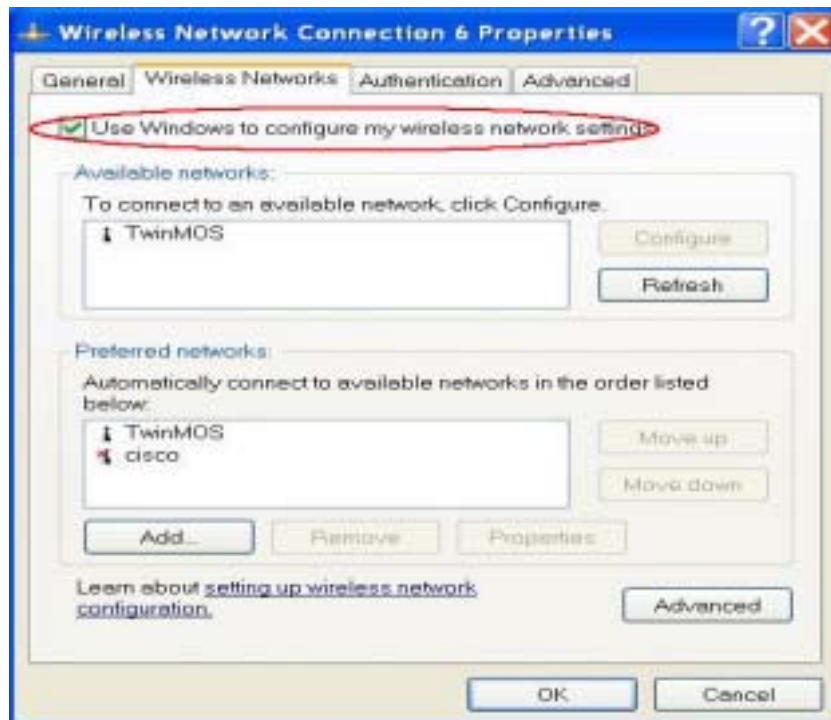 Wireless Network Connection 6 Properties
General Wireless Networks Authentication Advanced
Use Windows to configure my wireless network settings
Available networks:
To connect to an available network, click Configure.
TwinMOS
Configure
Refresh
Preferred networks:
Automatically connect to available networks in the order listed
below:
TwinMOS
cisco
Move up
Move down
Add... Remove Properties
Learn about setting up wireless network
configuration.
Advanced
OK Cancel